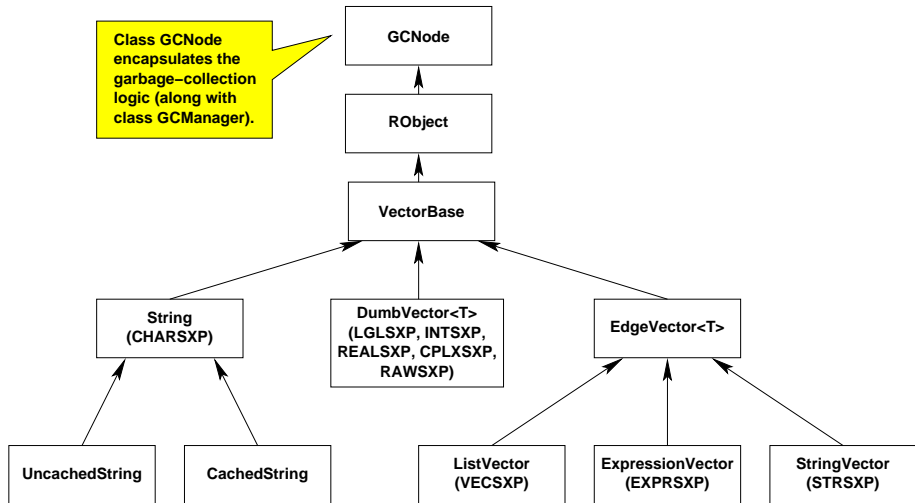 Class GCNode
encapsulates the
garbage−collection
logic (along with
class GCManager).
GCNode
RObject
VectorBase
String
(CHARSXP)
DumbVector<T>
(LGLSXP, INTSXP,
REALSXP, CPLXSXP,
RAWSXP)
EdgeVector<T>
UncachedString
CachedString
ListVector
(VECSXP)
ExpressionVector
(EXPRSXP)
StringVector
(STRSXP)